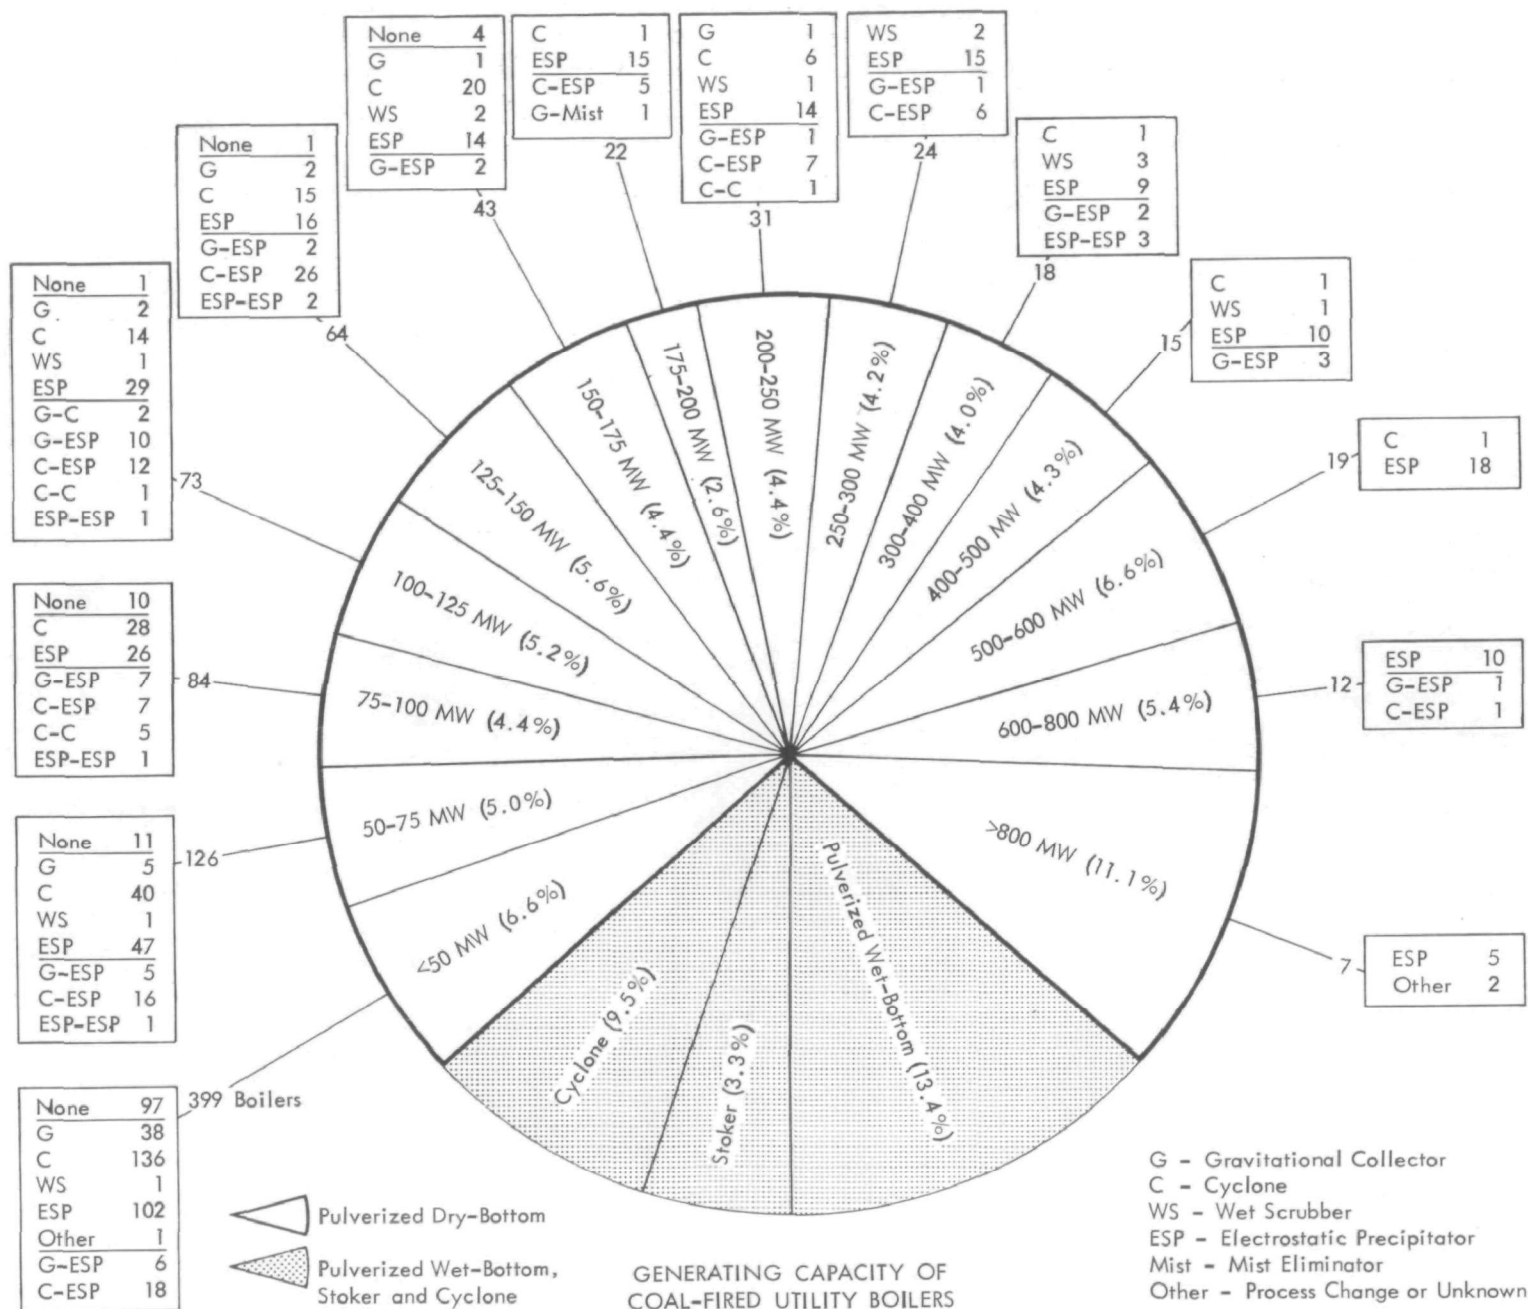 None 4
G 1
C 20
WS 2
ESP 14
G-ESP 2
43
C 1
ESP 15
C-ESP 5
G-Mist 1
22
G 1
C 6
WS 1
ESP 14
G-ESP 1
C-ESP 7
C-C 1
31
WS 2
ESP 15
G-ESP 1
C-ESP 6
24
C 1
WS 3
ESP 9
G-ESP 2
ESP-ESP 3
18
None 1
G 2
C 15
ESP 16
G-ESP 2
C-ESP 26
ESP-ESP 2
64
C 1
WS 1
ESP 10
G-ESP 3
15
None 1
G 2
C 14
WS 1
ESP 29
G-C 2
G-ESP 10
C-ESP 12
C-C 1
ESP-ESP 1
73
C 1
ESP 18
19
None 10
C 28
ESP 26
G-ESP 7
C-ESP 7
C-C 5
ESP-ESP 1
84
ESP 10
G-ESP 1
C-ESP 1
12
None 11
G 5
C 40
WS 1
ESP 47
G-ESP 5
C-ESP 16
ESP-ESP 1
126
ESP 5
Other 2
7
None 97
G 38
C 136
WS 1
ESP 102
Other 1
G-ESP 6
C-ESP 18
399 Boilers
<50 MW (6.6%)
50-75 MW (5.0%)
75-100 MW (4.4%)
100-125 MW (5.2%)
125-150 MW (5.6%)
150-175 MW (4.4%)
175-200 MW (2.6%)
200-250 MW (4.4%)
250-300 MW (4.2%)
300-400 MW (4.0%)
400-500 MW (4.3%)
500-600 MW (6.6%)
600-800 MW (5.4%)
>800 MW (11.1%)
Pulverized Wet-Bottom (13.4%)
Stoker (3.3%)
Cyclone (9.5%)
Pulverized Dry-Bottom
Pulverized Wet-Bottom,
Stoker and Cyclone
GENERATING CAPACITY OF
COAL-FIRED UTILITY BOILERS
G - Gravitational Collector
C - Cyclone
WS - Wet Scrubber
ESP - Electrostatic Precipitator
Mist - Mist Eliminator
Other - Process Change or Unknown